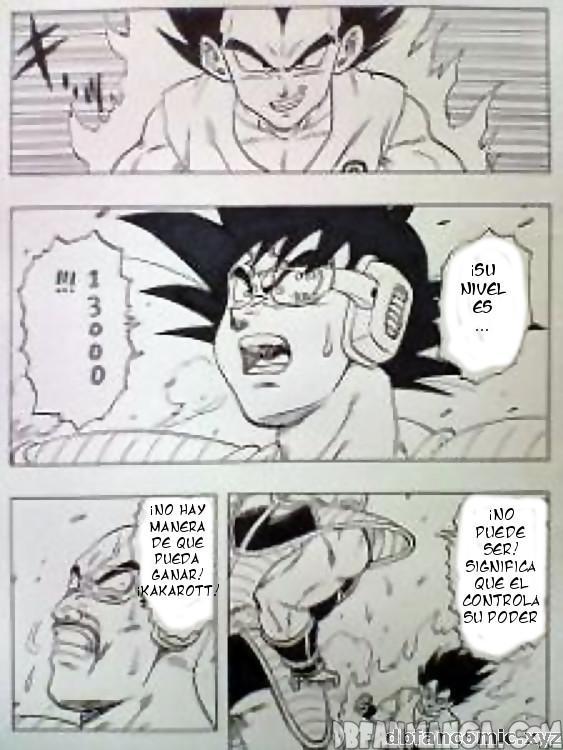 ¡SU
NIVEL
ES
...
13000
!!!
¡NO
PUEDE
SER!
SIGNIFICA
QUE EL
CONTROLA
SU PODER
¡NO HAY
MANERA
DE QUE
PUEDA
GANAR!
¡KAKAROTT!
DBFANMANGA.COM
dbfancomic.xyz